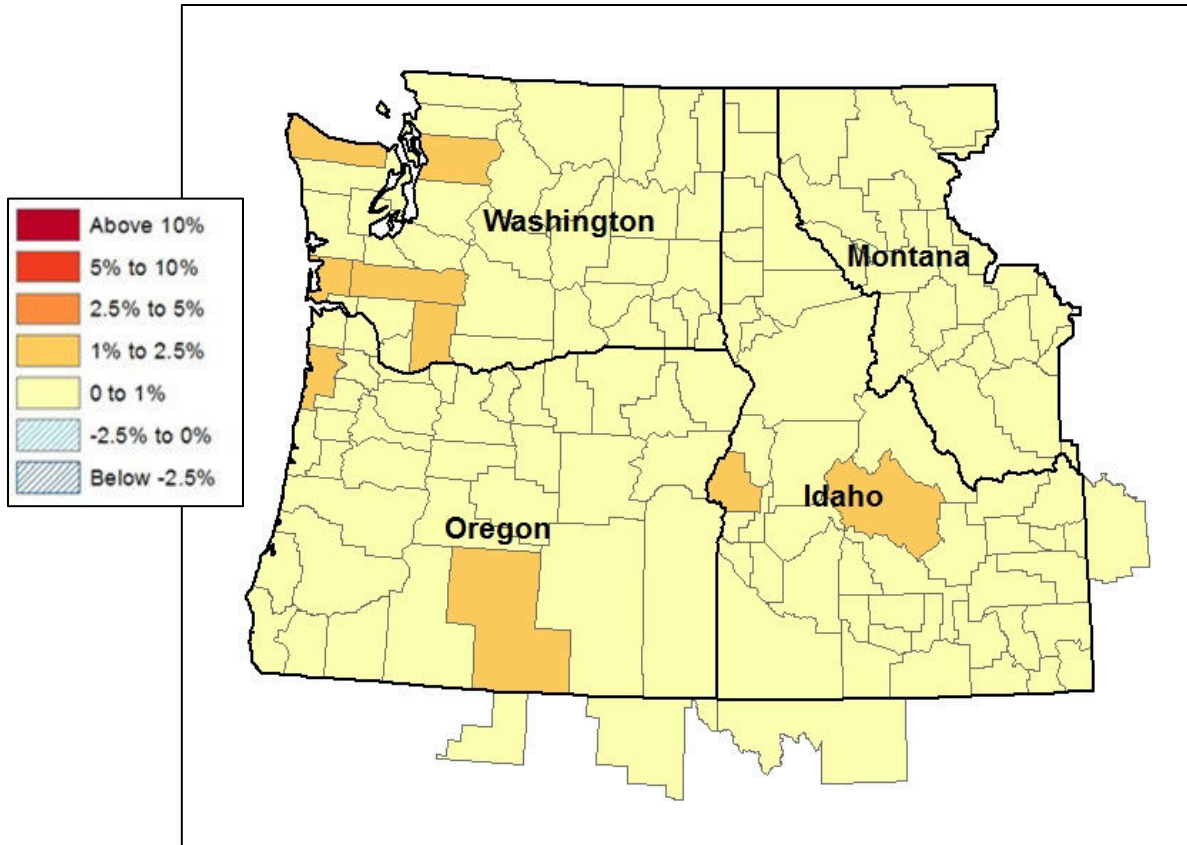 Above 10%
5% to 10%
2.5% to 5%
1% to 2.5%
0 to 1%
-2.5% to 0%
Below -2.5%
Washington
Montana
Idaho
Oregon